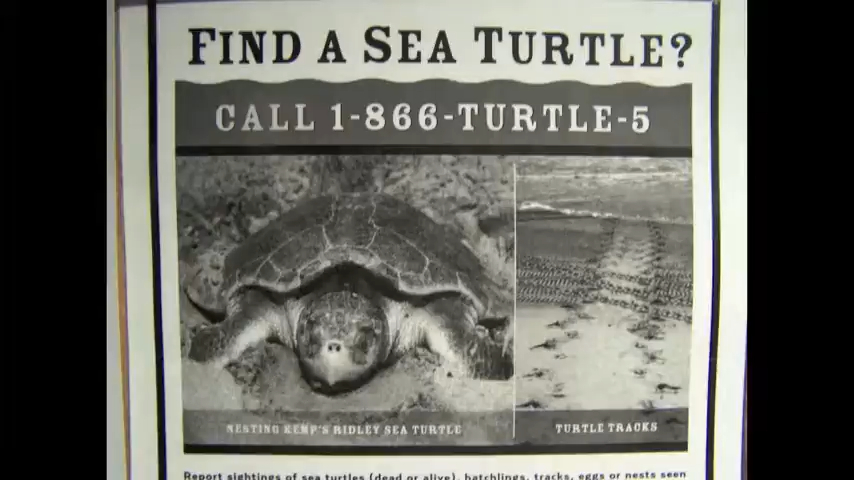 FIND A SEA TURTLE?
CALL 1-866-TURTLE-5
NESTING KEMP'S RIDLEY SEA TURTLE
TURTLE TRACKS
Report sightings of sea turtles (dead or alive), hatchlings, tracks, eggs or nests seen